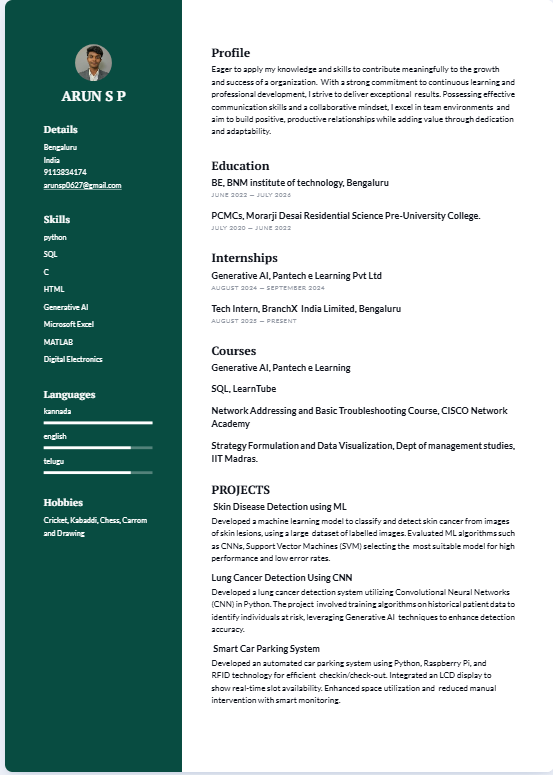 ARUN S P
Details
Bengaluru
India
9113834174
arunsp0627@gmail.com
Skills
python
SQL
C
HTML
Generative AI
Microsoft Excel
MATLAB
Digital Electronics
Languages
kannada
english
telugu
Hobbies
Cricket, Kabaddi, Chess, Carrom
and Drawing
Profile
Eager to apply my knowledge and skills to contribute meaningfully to the growth
and success of a organization. With a strong commitment to continuous learning and
professional development, I strive to deliver exceptional results. Possessing effective
communication skills and a collaborative mindset, I excel in team environments and
aim to build positive, productive relationships while adding value through dedication
and adaptability.
Education
BE, BNM institute of technology, Bengaluru
JUNE 2022 — JULY 2026
PCMCs, Morarji Desai Residential Science Pre-University College.
JULY 2020 — JUNE 2022
Internships
Generative AI, Pantech e Learning Pvt Ltd
AUGUST 2024 — SEPTEMBER 2024
Tech Intern, BranchX India Limited, Bengaluru
AUGUST 2025 — PRESENT
Courses
Generative AI, Pantech e Learning
SQL, LearnTube
Network Addressing and Basic Troubleshooting Course, CISCO Network
Academy
Strategy Formulation and Data Visualization, Dept of management studies,
IIT Madras.
PROJECTS
Skin Disease Detection using ML
Developed a machine learning model to classify and detect skin cancer from images
of skin lesions, using a large dataset of labelled images. Evaluated ML algorithms such
as CNNs, Support Vector Machines (SVM) selecting the most suitable model for high
performance and low error rates.
Lung Cancer Detection Using CNN
Developed a lung cancer detection system utilizing Convolutional Neural Networks
(CNN) in Python. The project involved training algorithms on historical patient data to
identify individuals at risk, leveraging Generative AI techniques to enhance detection
accuracy.
Smart Car Parking System
Developed an automated car parking system using Python, Raspberry Pi, and
RFID technology for efficient checkin/check-out. Integrated an LCD display to
show real-time slot availability. Enhanced space utilization and reduced manual
intervention with smart monitoring.